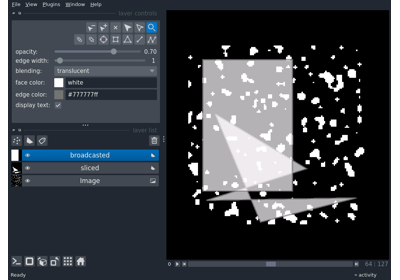 File View Plugins Window Help
layer controls
opacity: 0.70
edge width: 1
blending: translucent
face color: white
edge color: #777777ff
display text:
layer list
broadcasted
sliced
Image
64 127
Ready activity